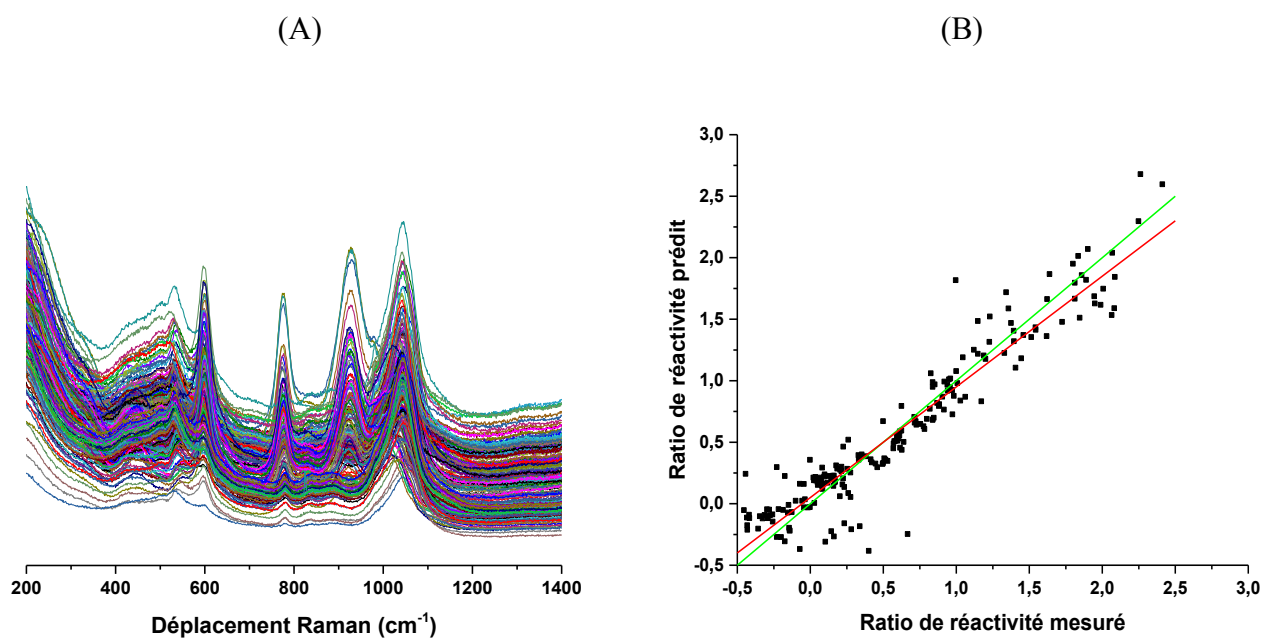 (A)
(B)
200 400 600 800 1000 1200 1400
Déplacement Raman (cm-1)
Ratio de réactivité prédit
3,0
2,5
2,0
1,5
1,0
0,5
0,0
-0,5
-0,5 0,0 0,5 1,0 1,5 2,0 2,5 3,0
Ratio de réactivité mesuré